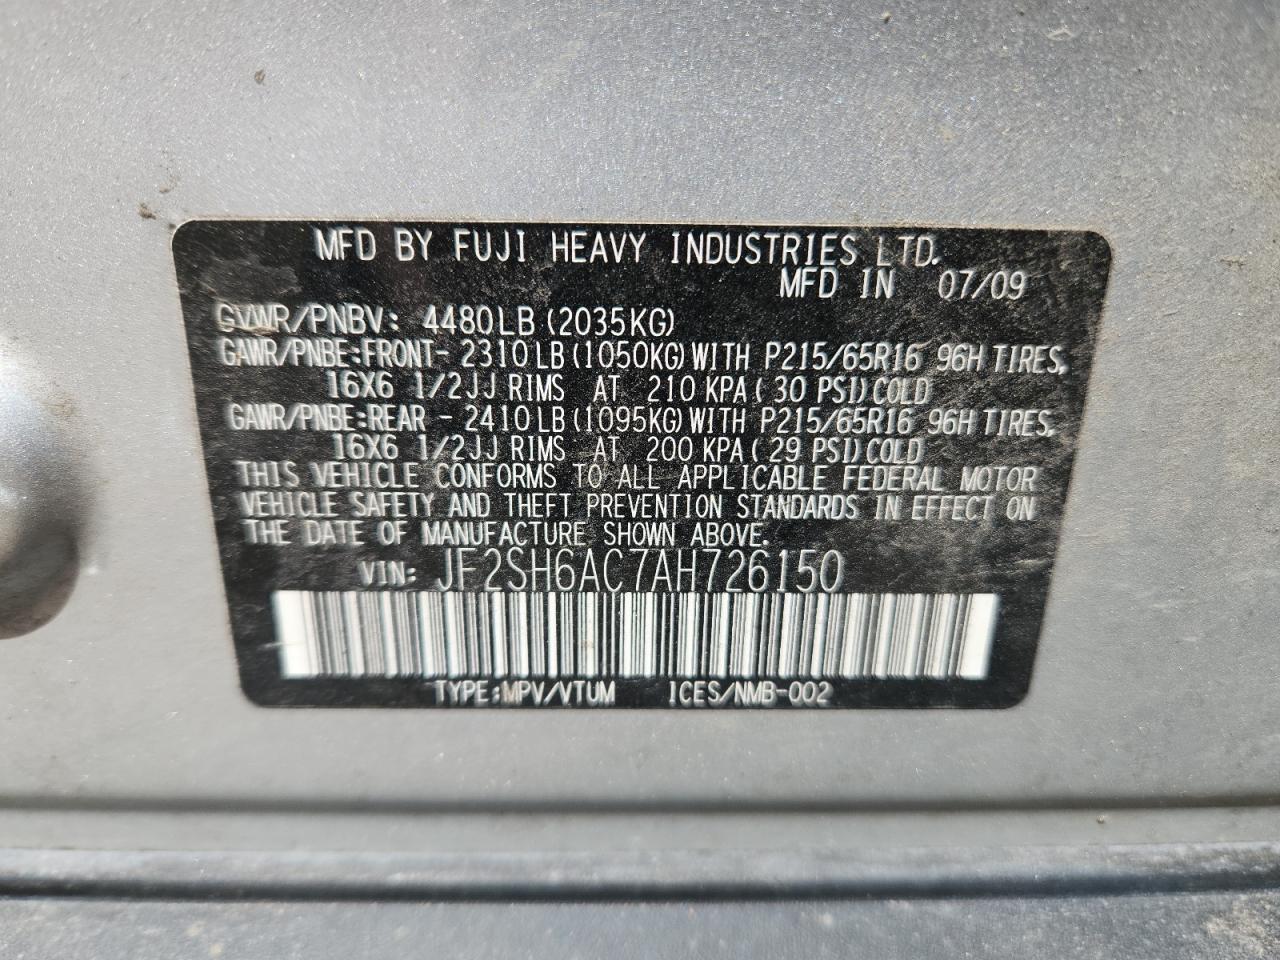 MFD BY FUJI HEAVY INDUSTRIES LTD.
MFD IN 07/09
GVWR/PNBV: 4480LB (2035KG)
GAWR/PNBE:FRONT- 2310LB(1050KG)WITH P215/65R16 96H TIRES,
16X6 1/2JJ RIMS AT 210 KPA( 30 PSI)COLD
GAWR/PNBE:REAR - 2410LB(1095KG)WITH P215/65R16 96H TIRES,
16X6 1/2JJ RIMS AT 200 KPA( 29 PSI)COLD
THIS VEHICLE CONFORMS TO ALL APPLICABLE FEDERAL MOTOR
VEHICLE SAFETY AND THEFT PREVENTION STANDARDS IN EFFECT ON
THE DATE OF MANUFACTURE SHOWN ABOVE.
VIN: JF2SH6AC7AH726150
TYPE:MPV/VTUM ICES/NMB-002